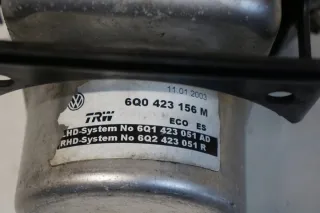 11.01.2003
6Q0 423 156 M
TRW
ECO ES
LHD-System No 6Q1 423 051 AD
RHD-System No 6Q2 423 051 R